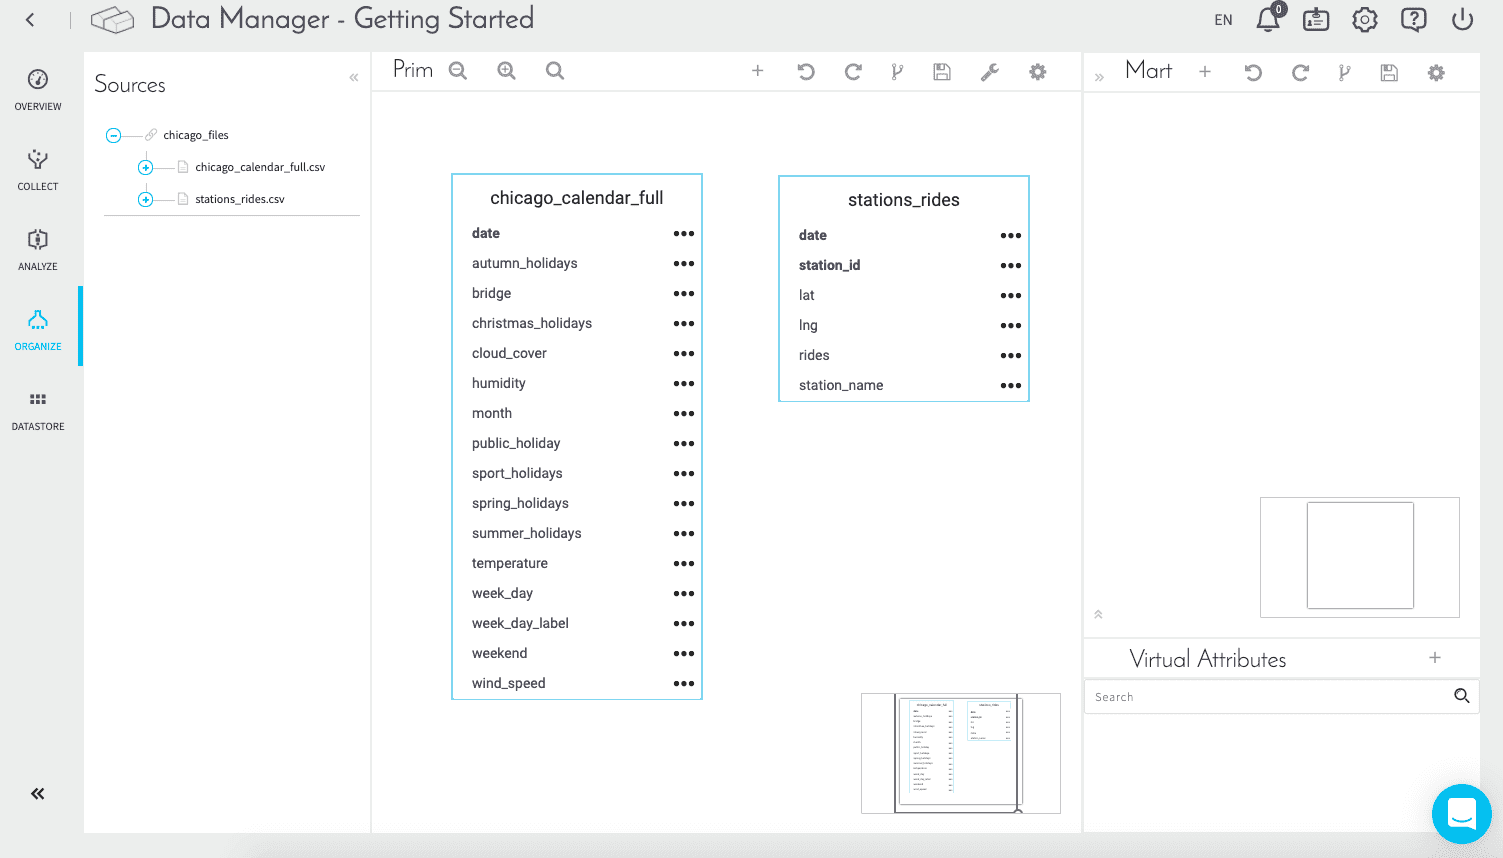 Data Manager - Getting Started
EN
0
OVERVIEW
COLLECT
ANALYZE
ORGANIZE
DATASTORE
Sources
chicago_files
chicago_calendar_full.csv
stations_rides.csv
Prim
chicago_calendar_full
date
autumn_holidays
bridge
christmas_holidays
cloud_cover
humidity
month
public_holiday
sport_holidays
spring_holidays
summer_holidays
temperature
week_day
week_day_label
weekend
wind_speed
stations_rides
date
station_id
lat
lng
rides
station_name
Mart
Virtual Attributes
Search